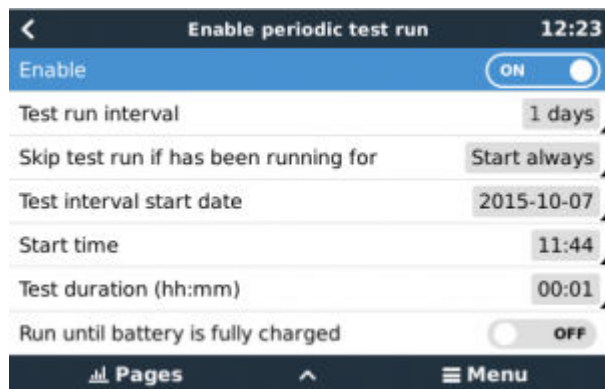 Enable periodic test run 12:23
Enable ON
Test run interval 1 days
Skip test run if has been running for Start always
Test interval start date 2015-10-07
Start time 11:44
Test duration (hh:mm) 00:01
Run until battery is fully charged OFF
Pages Menu